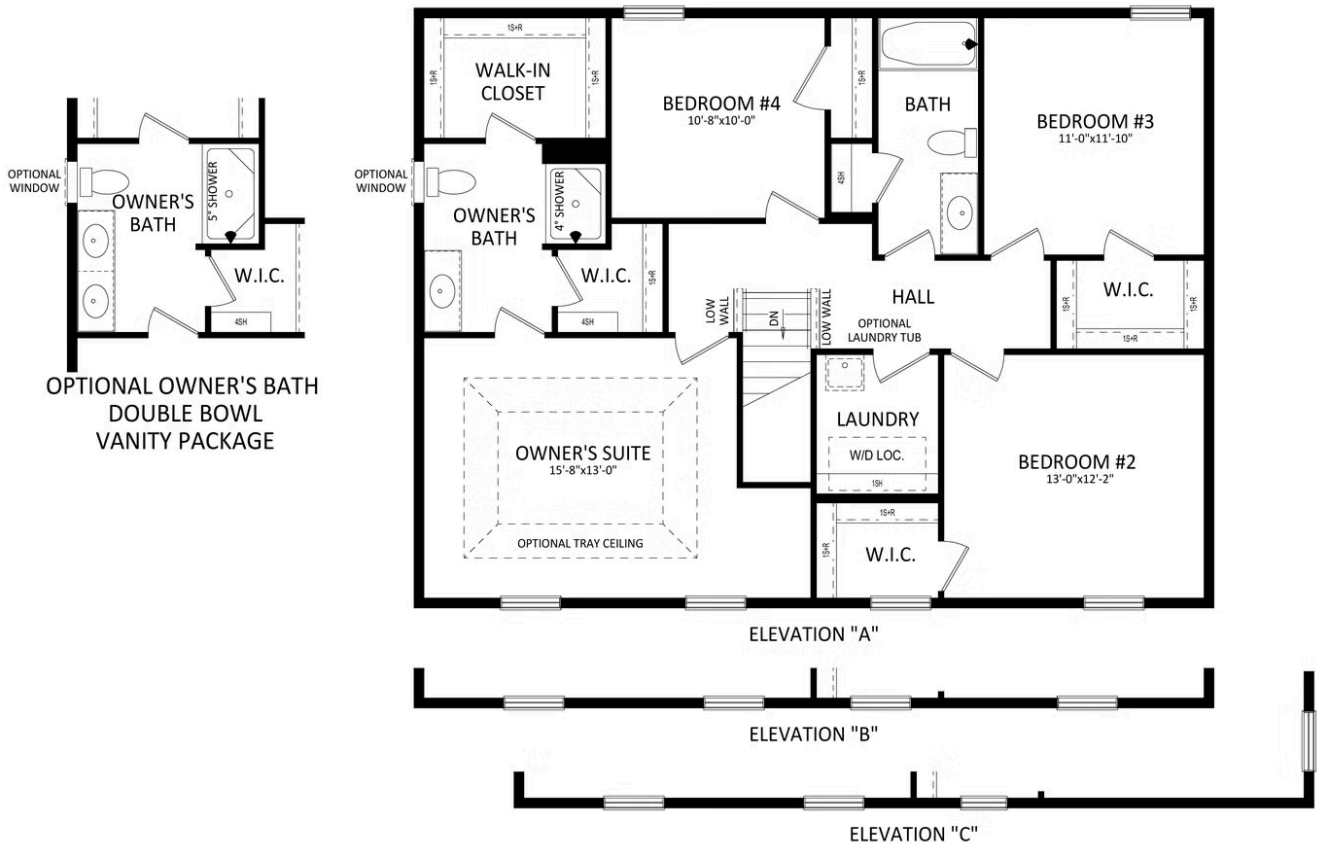 OPTIONAL
WINDOW
OWNER'S
BATH
5° SHOWER
W.I.C.
4SH
OPTIONAL OWNER'S BATH
DOUBLE BOWL
VANITY PACKAGE
1S+R
1S+R
1S+R
WALK-IN
CLOSET
OPTIONAL
WINDOW
OWNER'S
BATH
4° SHOWER
W.I.C.
1S+R
4SH
BEDROOM #4
10'-8"x10'-0"
1S+R
4SH
BATH
BEDROOM #3
11'-0"x11'-10"
W.I.C.
1S+R
1S+R
1S+R
LOW
WALL
DN
LOW WALL
HALL
OPTIONAL
LAUNDRY TUB
LAUNDRY
W/D LOC.
1SH
OWNER'S SUITE
15'-8"x13'-0"
OPTIONAL TRAY CEILING
BEDROOM #2
13'-0"x12'-2"
1S+R
1S+R
W.I.C.
ELEVATION "A"
ELEVATION "B"
ELEVATION "C"